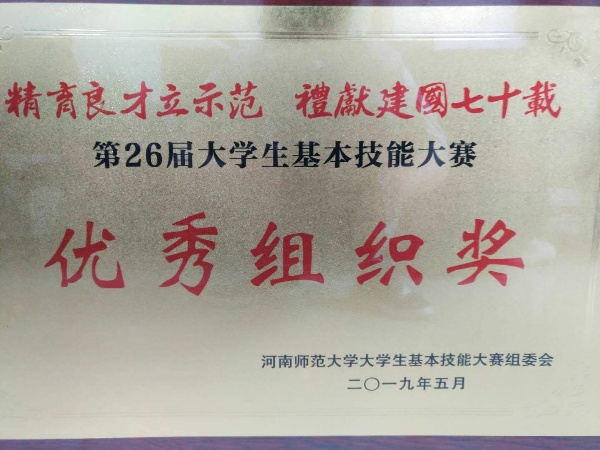 精育良才立示范 禮獻建國七十載
第26届大学生基本技能大赛
优秀组织奖
河南师范大学大学生基本技能大赛组委会
二〇一九年五月